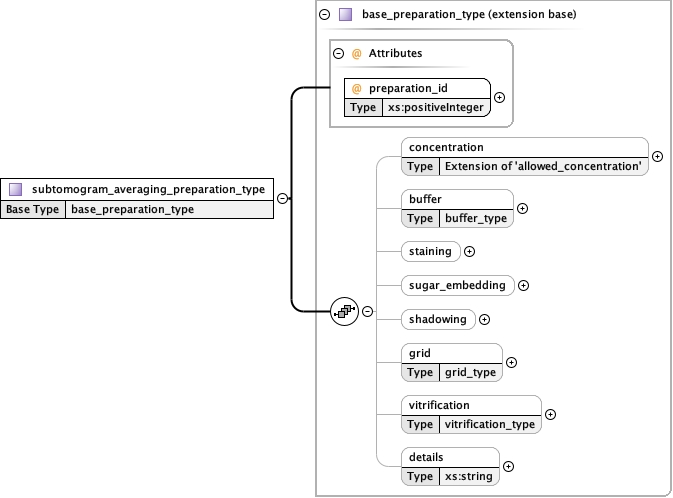 base_preparation_type (extension base)
@ Attributes
@ preparation_id
Type xs:positiveInteger
concentration
Type Extension of 'allowed_concentration'
subtomogram_averaging_preparation_type
Base Type base_preparation_type
buffer
Type buffer_type
staining
sugar_embedding
shadowing
grid
Type grid_type
vitrification
Type vitrification_type
details
Type xs:string